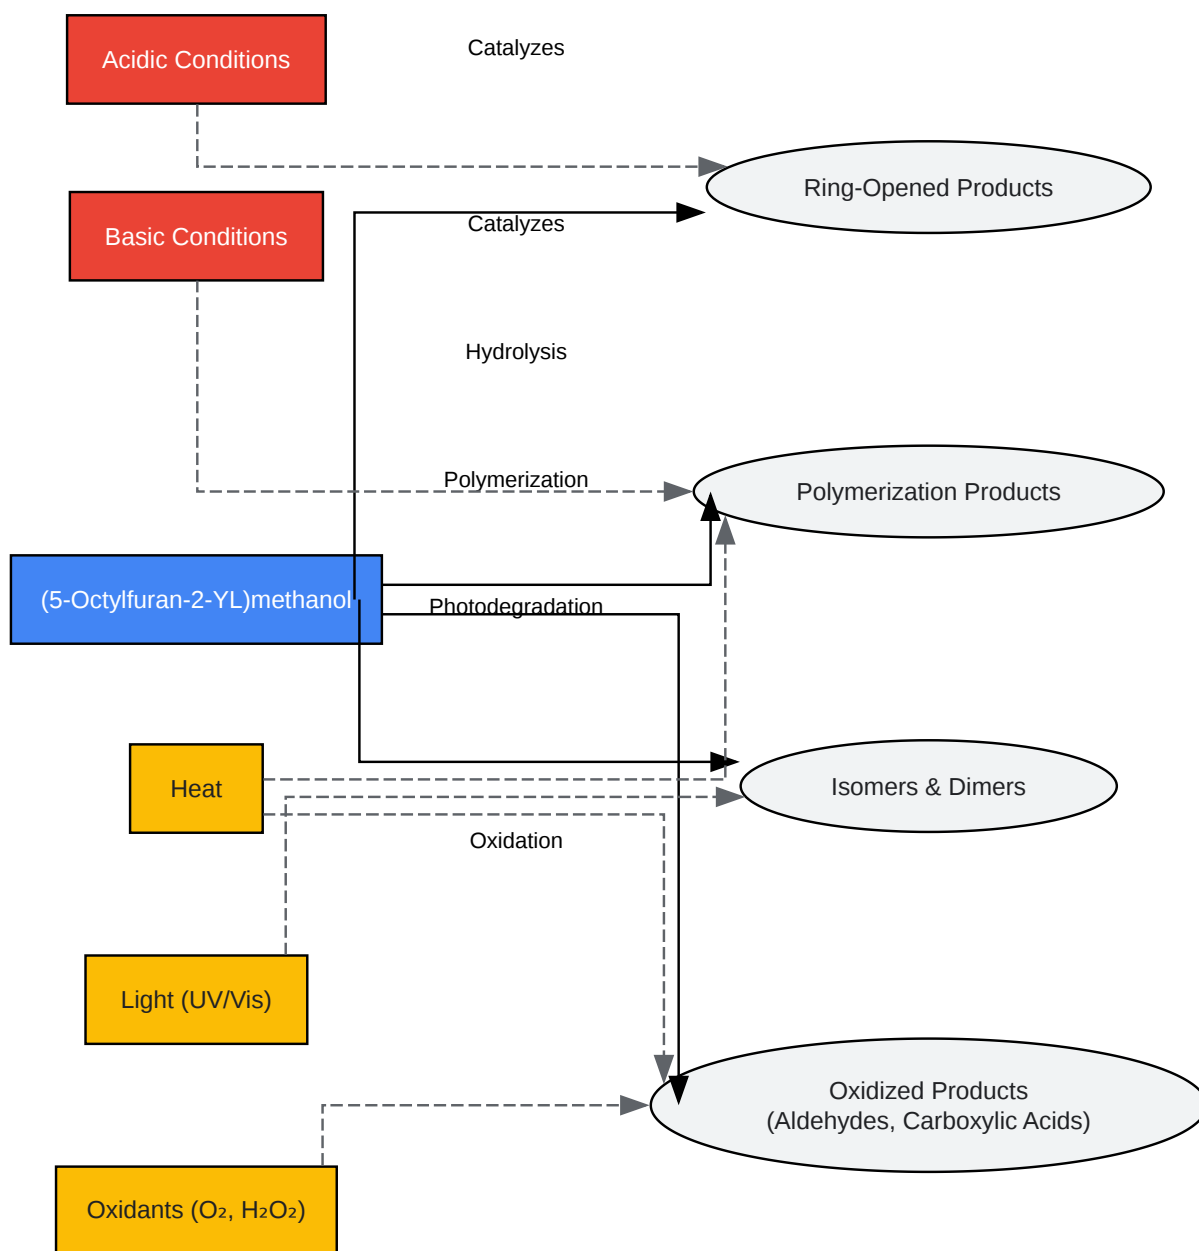 Acidic Conditions
Catalyzes
Ring-Opened Products
Basic Conditions
Catalyzes
Hydrolysis
Polymerization
Polymerization Products
(5-Octylfuran-2-YL)methanol
Photodegradation
Heat
Isomers & Dimers
Oxidation
Light (UV/Vis)
Oxidized Products
(Aldehydes, Carboxylic Acids)
Oxidants (O₂, H₂O₂)